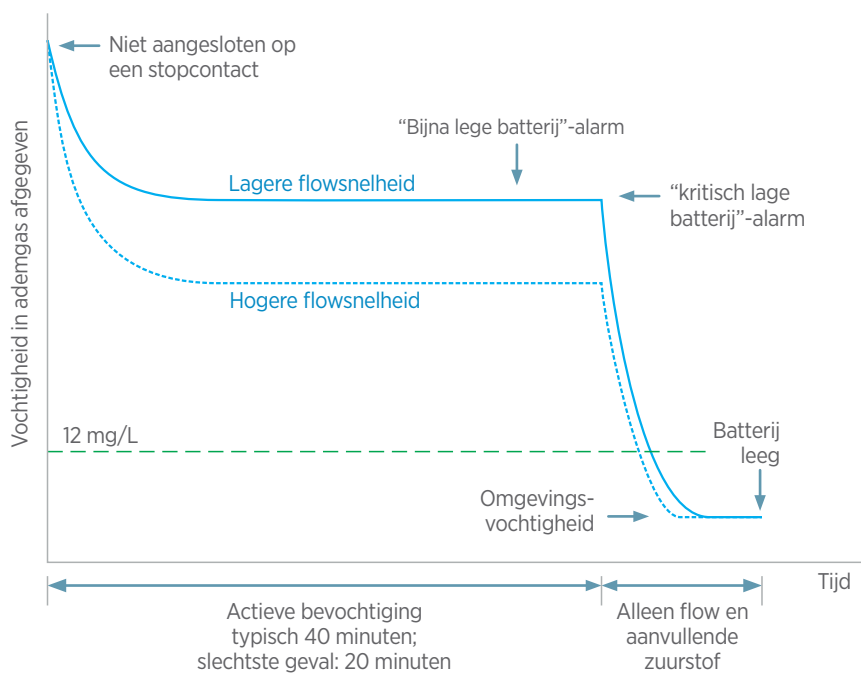 Niet aangesloten op
een stopcontact
Vochtigheid in ademgas afgegeven
“Bijna lege batterij”-alarm
Lagere flowsnelheid
“kritisch lage
batterij”-alarm
Hogere flowsnelheid
12 mg/L
Batterij
leeg
Omgevings-
vochtigheid
Tijd
Actieve bevochtiging
typisch 40 minuten;
slechtste geval: 20 minuten
Alleen flow en
aanvullende
zuurstof